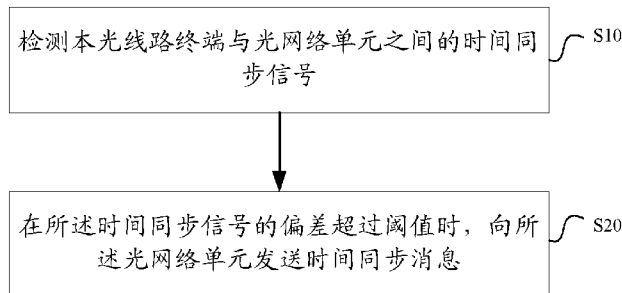 检测本光线路终端与光网络单元之间的时间同
步信号
S10
在所述时间同步信号的偏差超过阈值时，向所
述光网络单元发送时间同步消息
S20